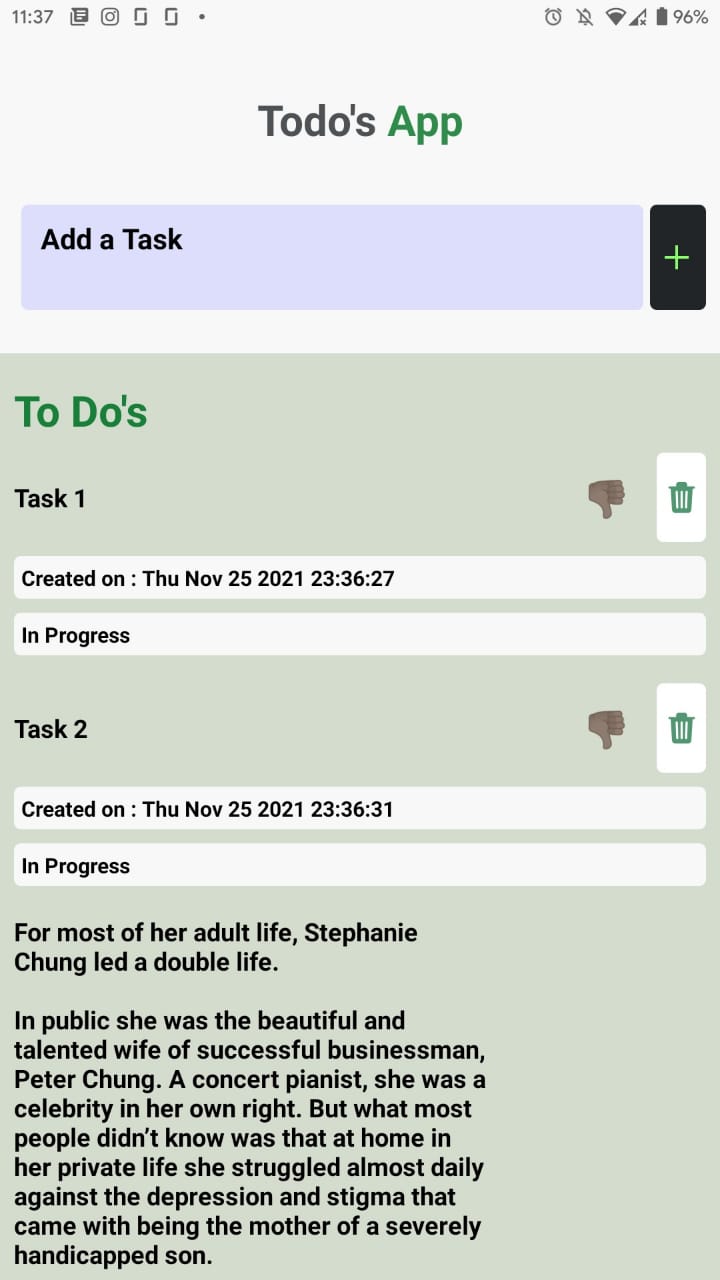 11:37
96%
Todo's App
Add a Task
+
To Do's
Task 1
Created on : Thu Nov 25 2021 23:36:27
In Progress
Task 2
Created on : Thu Nov 25 2021 23:36:31
In Progress
For most of her adult life, Stephanie
Chung led a double life.
In public she was the beautiful and
talented wife of successful businessman,
Peter Chung. A concert pianist, she was a
celebrity in her own right. But what most
people didn’t know was that at home in
her private life she struggled almost daily
against the depression and stigma that
came with being the mother of a severely
handicapped son.